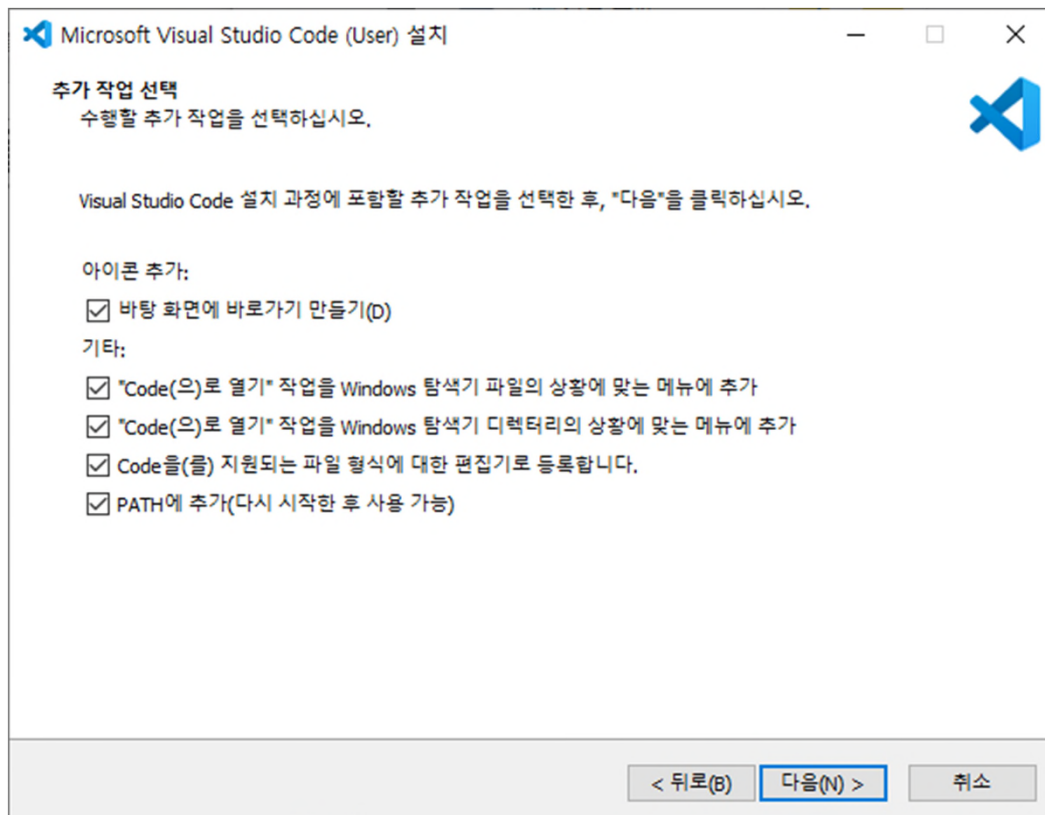 Microsoft Visual Studio Code (User) 설치
추가 작업 선택
수행할 추가 작업을 선택하십시오.
Visual Studio Code 설치 과정에 포함할 추가 작업을 선택한 후, "다음"을 클릭하십시오.
아이콘 추가:
바탕 화면에 바로가기 만들기(D)
기타:
"Code(으)로 열기" 작업을 Windows 탐색기 파일의 상황에 맞는 메뉴에 추가
"Code(으)로 열기" 작업을 Windows 탐색기 디렉터리의 상황에 맞는 메뉴에 추가
Code을(를) 지원되는 파일 형식에 대한 편집기로 등록합니다.
PATH에 추가(다시 시작한 후 사용 가능)
< 뒤로(B) 다음(N) > 취소